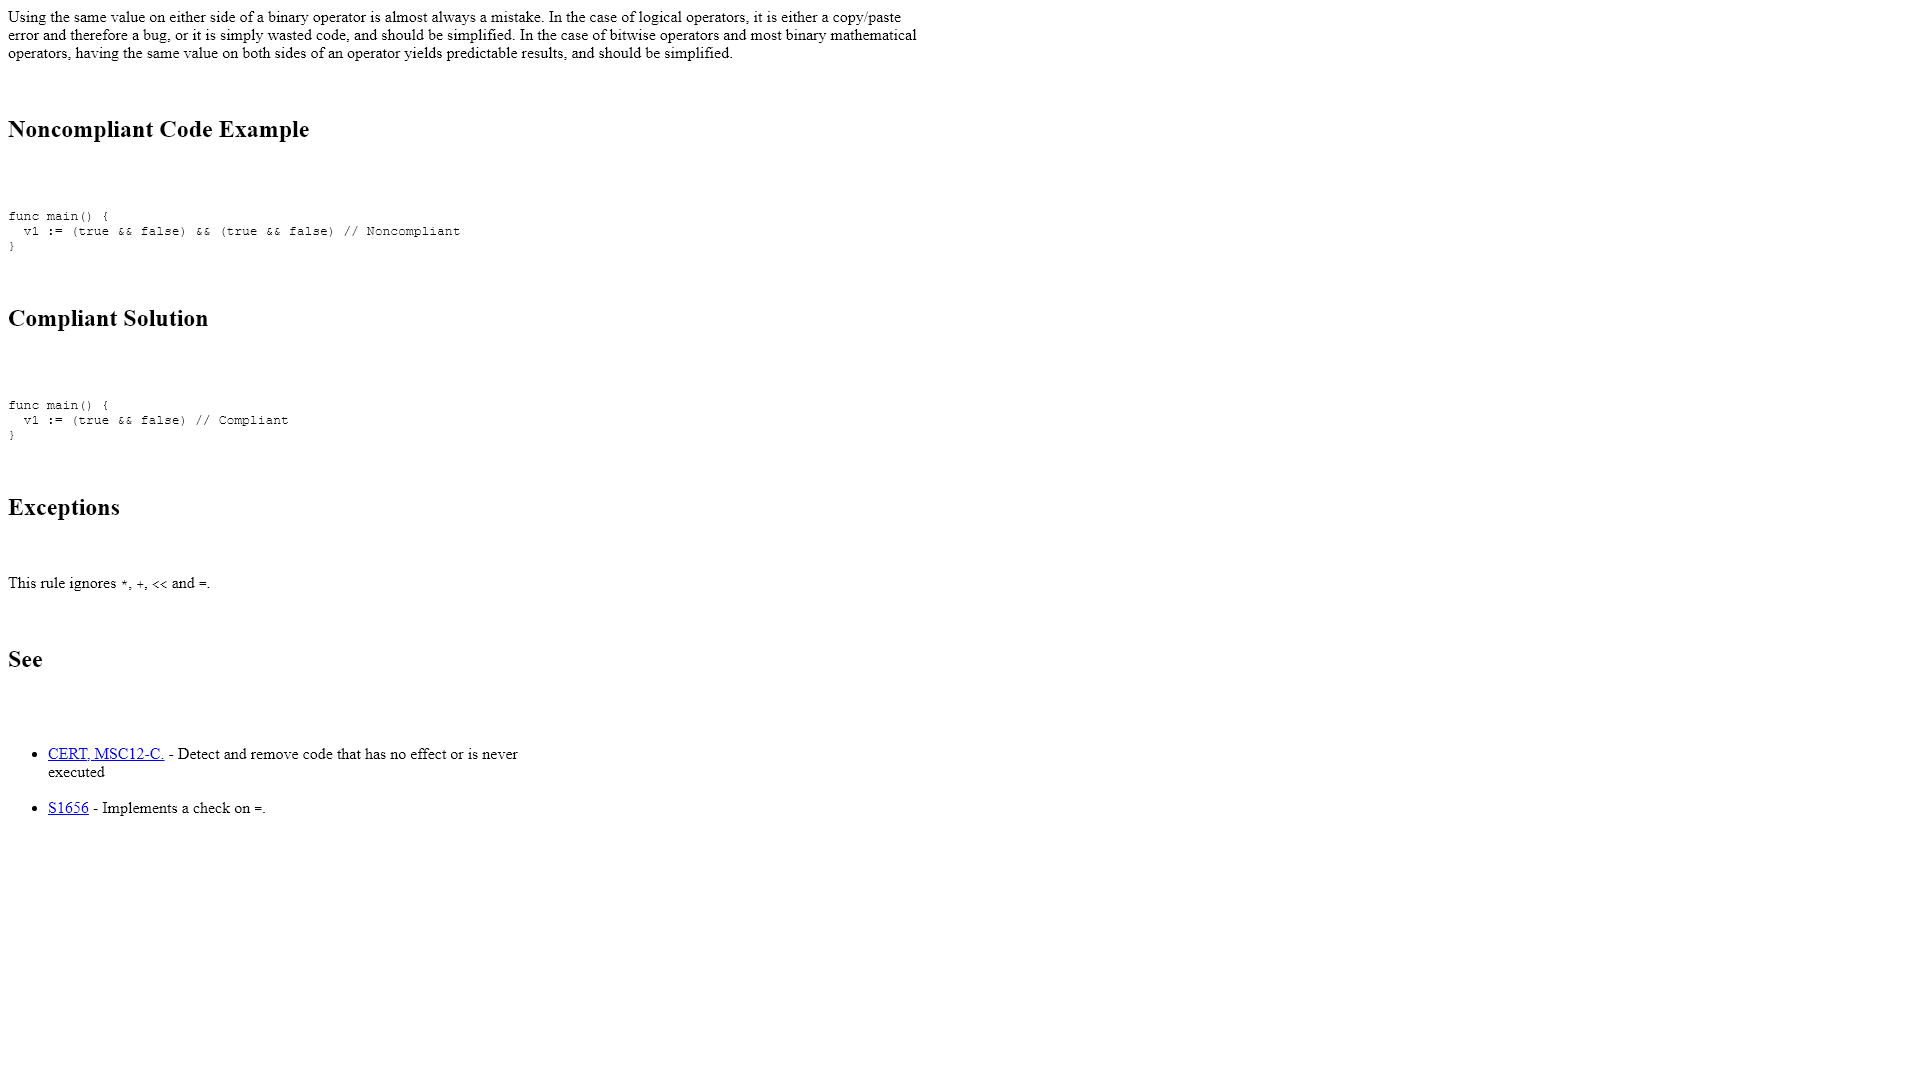 Using the same value on either side of a binary operator is almost always a mistake. In the case of logical operators, it is either a copy/paste
error and therefore a bug, or it is simply wasted code, and should be simplified. In the case of bitwise operators and most binary mathematical
operators, having the same value on both sides of an operator yields predictable results, and should be simplified.
Noncompliant Code Example
func main() {
  v1 := (true && false) && (true && false) // Noncompliant
}
Compliant Solution
func main() {
  v1 := (true && false) // Compliant
}
Exceptions
This rule ignores *, +, << and =.
See
• CERT, MSC12-C. - Detect and remove code that has no effect or is never
executed
• S1656 - Implements a check on =.